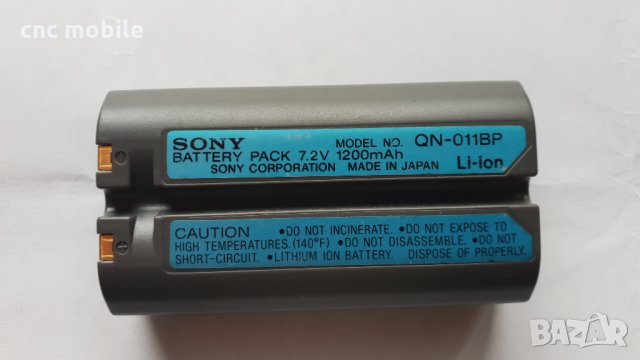 cnc mobile
SONY MODEL NO. QN-011BP
BATTERY PACK 7.2V 1200mAh
SONY CORPORATION MADE IN JAPAN Li-ion
CAUTION •DO NOT INCINERATE. •DO NOT EXPOSE TO
HIGH TEMPERATURES.(140°F) •DO NOT DISASSEMBLE. •DO NOT
SHORT-CIRCUIT. •LITHIUM ION BATTERY. DISPOSE OF PROPERLY.
BAZAR